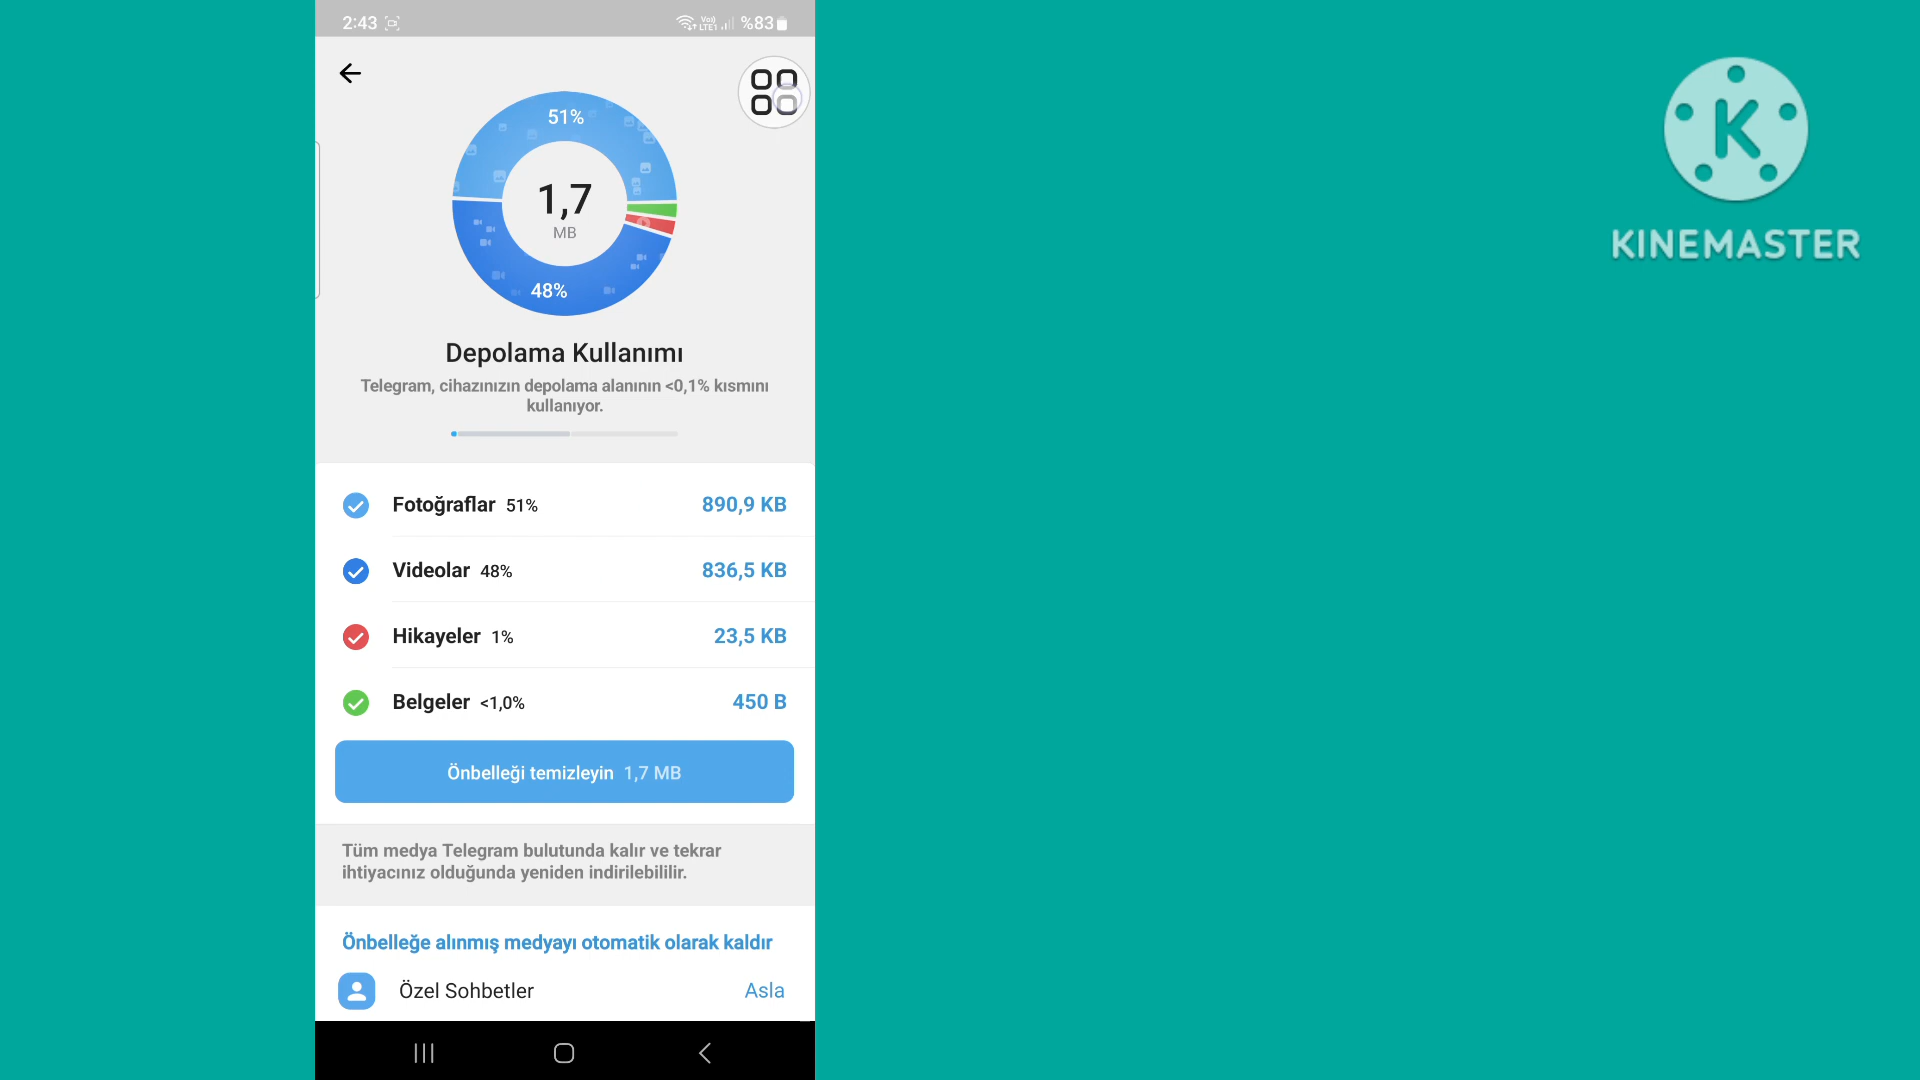 2:43
Vo)) LTE1 %83
51%
1,7
MB
48%
Depolama Kullanımı
Telegram, cihazınızın depolama alanının <0,1% kısmını
kullanıyor.
Fotoğraflar 51% 890,9 KB
Videolar 48% 836,5 KB
Hikayeler 1% 23,5 KB
Belgeler <1,0% 450 B
Önbelleği temizleyin 1,7 MB
Tüm medya Telegram bulutunda kalır ve tekrar
ihtiyacınız olduğunda yeniden indirilebililir.
Önbelleğe alınmış medyayı otomatik olarak kaldır
Özel Sohbetler Asla
K
KINEMASTER